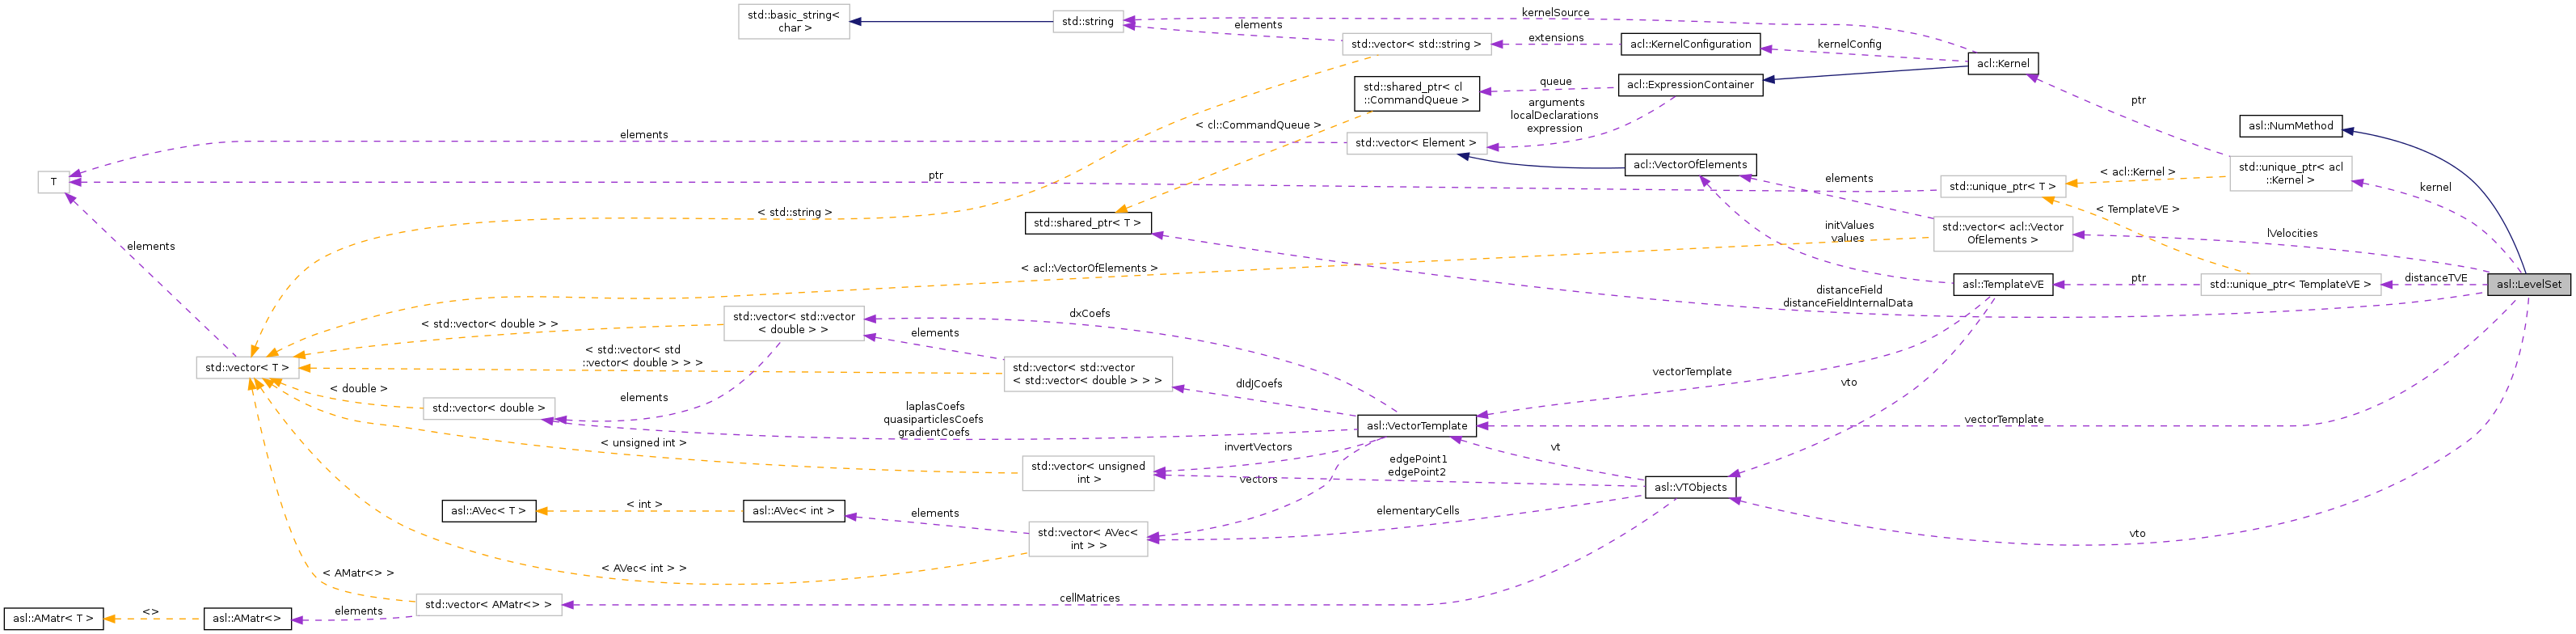 std::basic_string<
char >
std::string
elements
kernelSource
std::vector< std::string >
extensions
acl::KernelConfiguration
kernelConfig
acl::Kernel
std::shared_ptr< cl
::CommandQueue >
queue
acl::ExpressionContainer
arguments
localDeclarations
expression
< cl::CommandQueue >
ptr
asl::NumMethod
elements
std::vector< Element >
acl::VectorOfElements
T
ptr
elements
std::unique_ptr< T >
< acl::Kernel >
std::unique_ptr< acl
::Kernel >
kernel
< std::string >
std::shared_ptr< T >
initValues
values
std::vector< acl::Vector
OfElements >
< TemplateVE >
lVelocities
elements
< acl::VectorOfElements >
distanceField
distanceFieldInternalData
asl::TemplateVE
ptr
std::unique_ptr< TemplateVE >
distanceTVE
asl::LevelSet
< std::vector< double > >
std::vector< std::vector
< double > >
elements
dxCoefs
< std::vector< std
::vector< double > > >
std::vector< std::vector
< std::vector< double > > >
std::vector< T >
< double >
std::vector< double >
elements
dIdJCoefs
vectorTemplate
vto
laplasCoefs
quasiparticlesCoefs
gradientCoefs
asl::VectorTemplate
vectorTemplate
< unsigned int >
std::vector< unsigned
int >
invertVectors
vectors
edgePoint1
edgePoint2
vt
asl::VTObjects
asl::AVec< T >
< int >
asl::AVec< int >
elements
std::vector< AVec<
int > >
elementaryCells
vto
< AMatr<> >
< AVec< int > >
asl::AMatr< T >
<>
asl::AMatr<>
elements
std::vector< AMatr<> >
cellMatrices